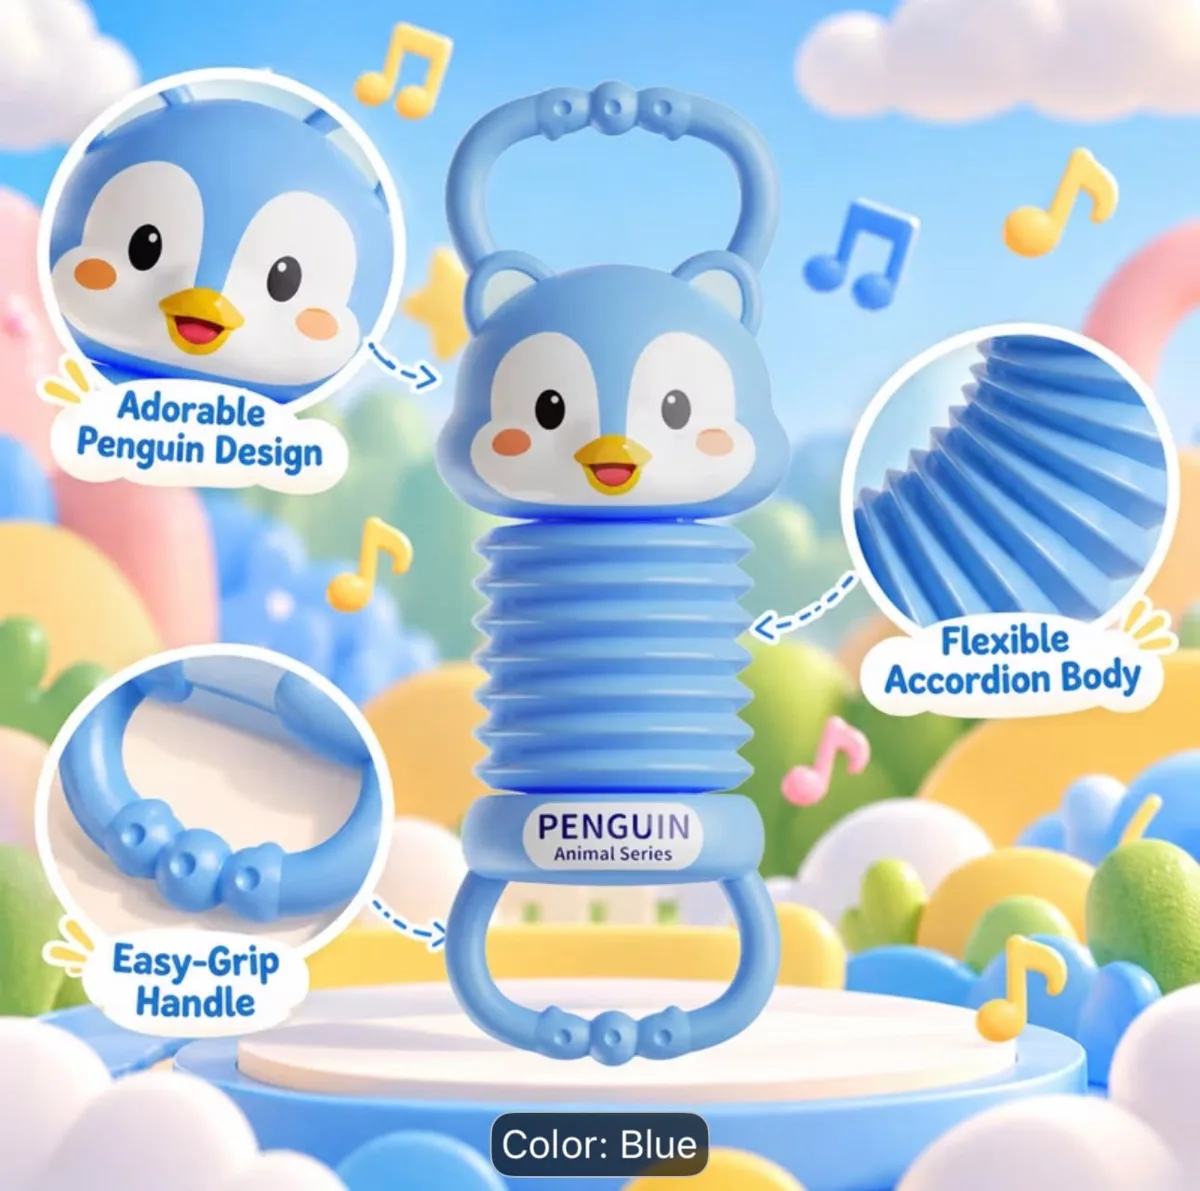 Adorable
Penguin Design
Flexible
Accordion Body
PENGUIN
Animal Series
Easy-Grip
Handle
Color: Blue